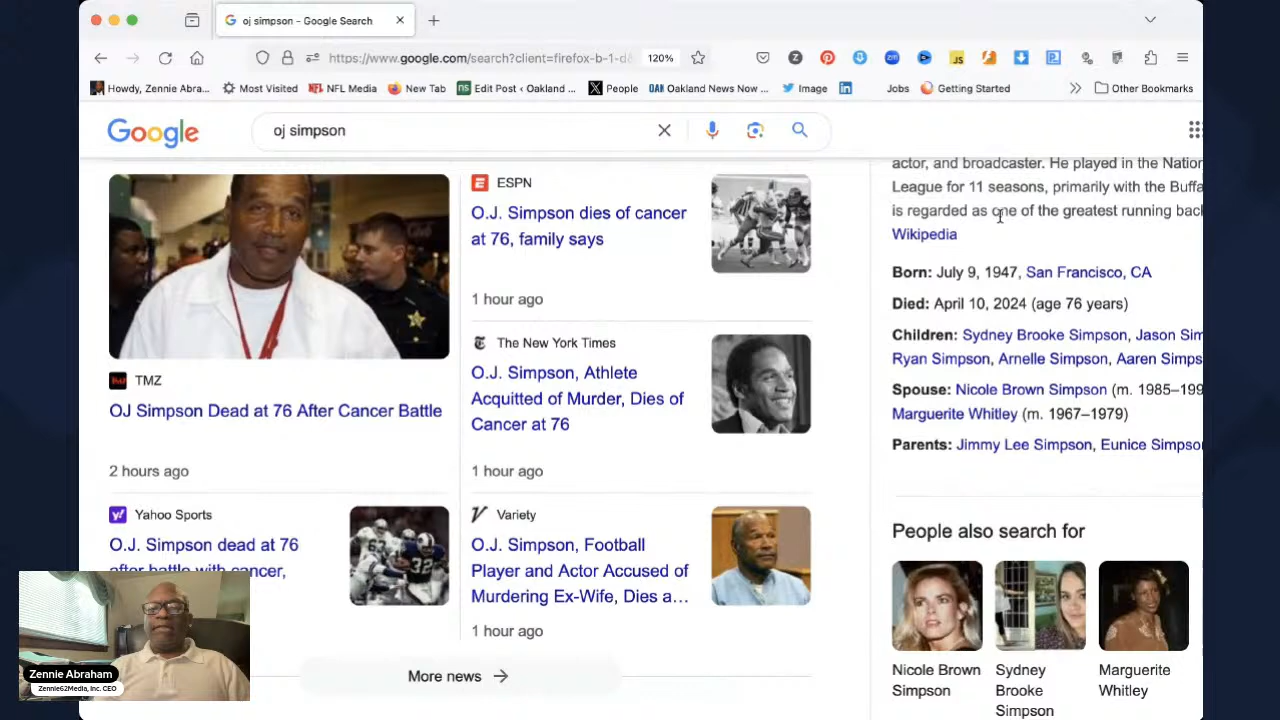 oj simpson - Google Search
https://www.google.com/search?client=firefox-b-1-d&
120%
Howdy, Zennie Abra...
Most Visited
NFL Media
New Tab
Edit Post ‹ Oakland ...
People
Oakland News Now ...
Image
Jobs
Getting Started
Other Bookmarks
Google
oj simpson
actor, and broadcaster. He played in the Nation
League for 11 seasons, primarily with the Buffa
is regarded as one of the greatest running back
Wikipedia
Born: July 9, 1947, San Francisco, CA
Died: April 10, 2024 (age 76 years)
Children: Sydney Brooke Simpson, Jason Sim
Ryan Simpson, Arnelle Simpson, Aaren Simps
Spouse: Nicole Brown Simpson (m. 1985–199
Marguerite Whitley (m. 1967–1979)
Parents: Jimmy Lee Simpson, Eunice Simpso
TMZ
OJ Simpson Dead at 76 After Cancer Battle
2 hours ago
ESPN
O.J. Simpson dies of cancer
at 76, family says
1 hour ago
The New York Times
O.J. Simpson, Athlete
Acquitted of Murder, Dies of
Cancer at 76
1 hour ago
Yahoo Sports
O.J. Simpson dead at 76
after battle with cancer,
Variety
O.J. Simpson, Football
Player and Actor Accused of
Murdering Ex-Wife, Dies a...
1 hour ago
More news
People also search for
Nicole Brown
Simpson
Sydney
Brooke
Simpson
Marguerite
Whitley
Zennie Abraham
Zennie62Media, Inc. CEO